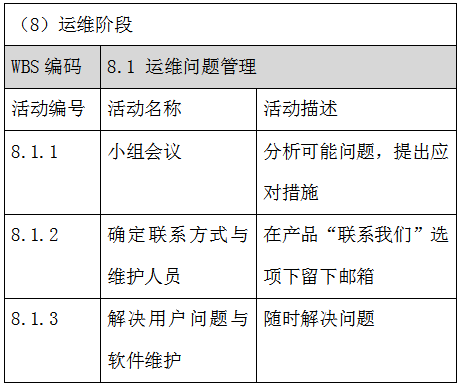 （8）运维阶段
WBS 编码 8.1 运维问题管理
活动编号 活动名称 活动描述
8.1.1 小组会议 分析可能问题，提出应
对措施
8.1.2 确定联系方式与 在产品“联系我们”选
维护人员 项下留下邮箱
8.1.3 解决用户问题与 随时解决问题
软件维护